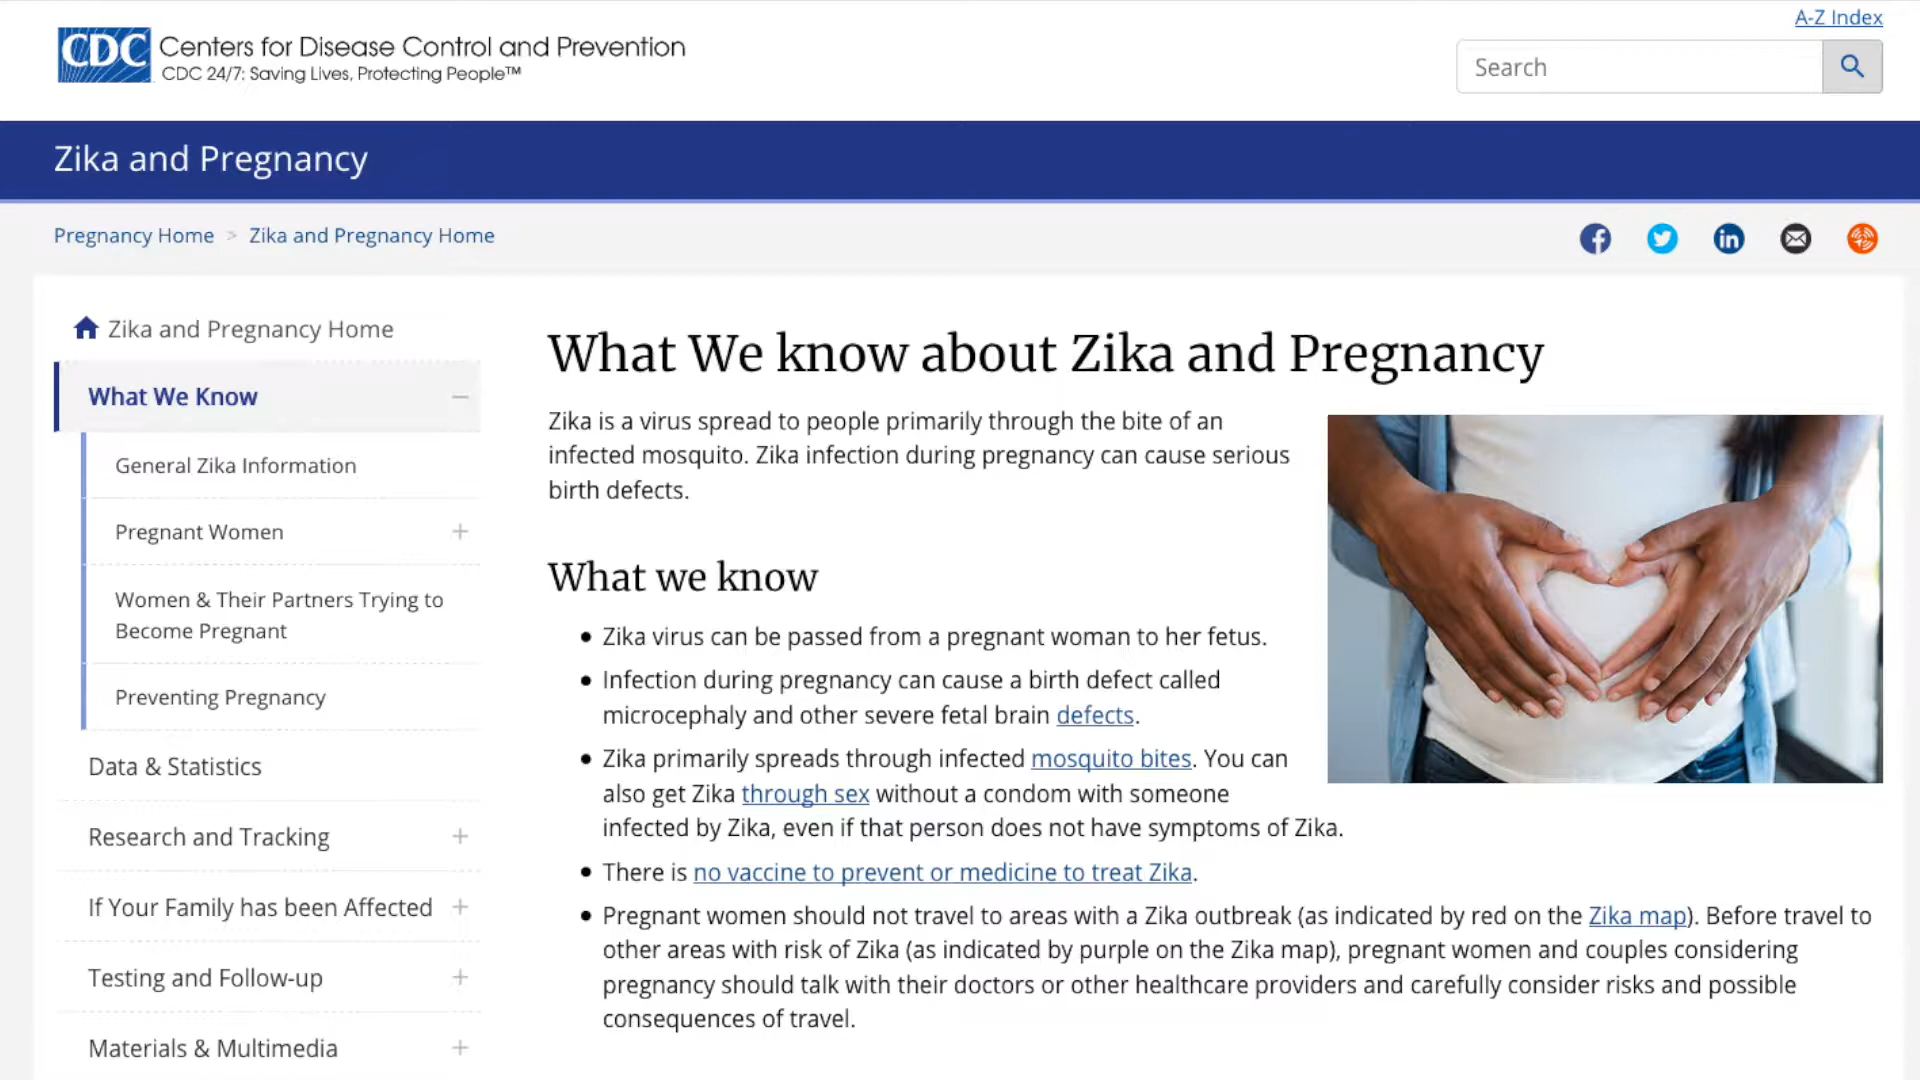 A-Z Index
CDC
Centers for Disease Control and Prevention
CDC 24/7: Saving Lives, Protecting People™
Search
Zika and Pregnancy
Pregnancy Home > Zika and Pregnancy Home
Zika and Pregnancy Home
What We Know
General Zika Information
Pregnant Women
Women & Their Partners Trying to
Become Pregnant
Preventing Pregnancy
Data & Statistics
Research and Tracking
If Your Family has been Affected
Testing and Follow-up
Materials & Multimedia
What We know about Zika and Pregnancy
Zika is a virus spread to people primarily through the bite of an
infected mosquito. Zika infection during pregnancy can cause serious
birth defects.
What we know
• Zika virus can be passed from a pregnant woman to her fetus.
• Infection during pregnancy can cause a birth defect called
microcephaly and other severe fetal brain defects.
• Zika primarily spreads through infected mosquito bites. You can
also get Zika through sex without a condom with someone
infected by Zika, even if that person does not have symptoms of Zika.
• There is no vaccine to prevent or medicine to treat Zika.
• Pregnant women should not travel to areas with a Zika outbreak (as indicated by red on the Zika map). Before travel to
other areas with risk of Zika (as indicated by purple on the Zika map), pregnant women and couples considering
pregnancy should talk with their doctors or other healthcare providers and carefully consider risks and possible
consequences of travel.